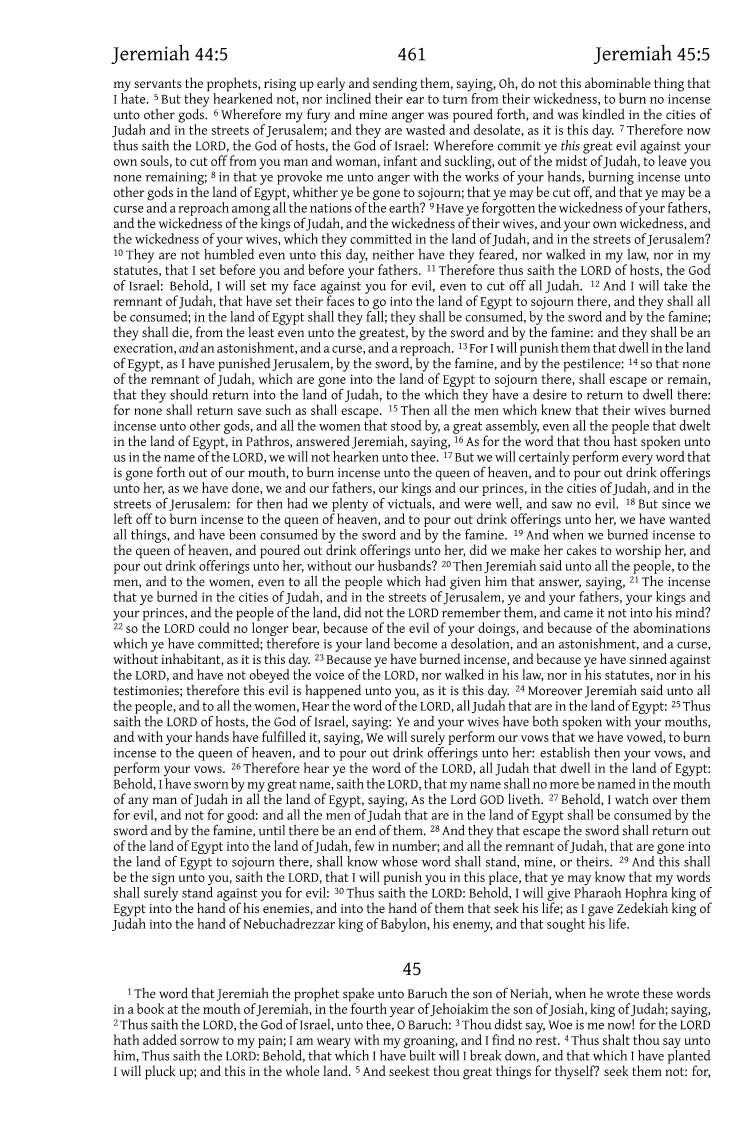 Jeremiah 44:5 461 Jeremiah 45:5
my servants the prophets, rising up early and sending them, saying, Oh, do not this abominable thing that
I hate. 5 But they hearkened not, nor inclined their ear to turn from their wickedness, to burn no incense
unto other gods. 6 Wherefore my fury and mine anger was poured forth, and was kindled in the cities of
Judah and in the streets of Jerusalem; and they are wasted and desolate, as it is this day. 7 Therefore now
thus saith the LORD, the God of hosts, the God of Israel: Wherefore commit ye this great evil against your
own souls, to cut off from you man and woman, infant and suckling, out of the midst of Judah, to leave you
none remaining; 8 in that ye provoke me unto anger with the works of your hands, burning incense unto
other gods in the land of Egypt, whither ye be gone to sojourn; that ye may be cut off, and that ye may be a
curse and a reproach among all the nations of the earth? 9 Have ye forgotten the wickedness of your fathers,
and the wickedness of the kings of Judah, and the wickedness of their wives, and your own wickedness, and
the wickedness of your wives, which they committed in the land of Judah, and in the streets of Jerusalem?
10 They are not humbled even unto this day, neither have they feared, nor walked in my law, nor in my
statutes, that I set before you and before your fathers. 11 Therefore thus saith the LORD of hosts, the God
of Israel: Behold, I will set my face against you for evil, even to cut off all Judah. 12 And I will take the
remnant of Judah, that have set their faces to go into the land of Egypt to sojourn there, and they shall all
be consumed; in the land of Egypt shall they fall; they shall be consumed, by the sword and by the famine;
they shall die, from the least even unto the greatest, by the sword and by the famine: and they shall be an
execration, and an astonishment, and a curse, and a reproach. 13 For I will punish them that dwell in the land
of Egypt, as I have punished Jerusalem, by the sword, by the famine, and by the pestilence: 14 so that none
of the remnant of Judah, which are gone into the land of Egypt to sojourn there, shall escape or remain,
that they should return into the land of Judah, to the which they have a desire to return to dwell there:
for none shall return save such as shall escape. 15 Then all the men which knew that their wives burned
incense unto other gods, and all the women that stood by, a great assembly, even all the people that dwelt
in the land of Egypt, in Pathros, answered Jeremiah, saying, 16 As for the word that thou hast spoken unto
us in the name of the LORD, we will not hearken unto thee. 17 But we will certainly perform every word that
is gone forth out of our mouth, to burn incense unto the queen of heaven, and to pour out drink offerings
unto her, as we have done, we and our fathers, our kings and our princes, in the cities of Judah, and in the
streets of Jerusalem: for then had we plenty of victuals, and were well, and saw no evil. 18 But since we
left off to burn incense to the queen of heaven, and to pour out drink offerings unto her, we have wanted
all things, and have been consumed by the sword and by the famine. 19 And when we burned incense to
the queen of heaven, and poured out drink offerings unto her, did we make her cakes to worship her, and
pour out drink offerings unto her, without our husbands? 20 Then Jeremiah said unto all the people, to the
men, and to the women, even to all the people which had given him that answer, saying, 21 The incense
that ye burned in the cities of Judah, and in the streets of Jerusalem, ye and your fathers, your kings and
your princes, and the people of the land, did not the LORD remember them, and came it not into his mind?
22 so the LORD could no longer bear, because of the evil of your doings, and because of the abominations
which ye have committed; therefore is your land become a desolation, and an astonishment, and a curse,
without inhabitant, as it is this day. 23 Because ye have burned incense, and because ye have sinned against
the LORD, and have not obeyed the voice of the LORD, nor walked in his law, nor in his statutes, nor in his
testimonies; therefore this evil is happened unto you, as it is this day. 24 Moreover Jeremiah said unto all
the people, and to all the women, Hear the word of the LORD, all Judah that are in the land of Egypt: 25 Thus
saith the LORD of hosts, the God of Israel, saying: Ye and your wives have both spoken with your mouths,
and with your hands have fulfilled it, saying, We will surely perform our vows that we have vowed, to burn
incense to the queen of heaven, and to pour out drink offerings unto her: establish then your vows, and
perform your vows. 26 Therefore hear ye the word of the LORD, all Judah that dwell in the land of Egypt:
Behold, I have sworn by my great name, saith the LORD, that my name shall no more be named in the mouth
of any man of Judah in all the land of Egypt, saying, As the Lord GOD liveth. 27 Behold, I watch over them
for evil, and not for good: and all the men of Judah that are in the land of Egypt shall be consumed by the
sword and by the famine, until there be an end of them. 28 And they that escape the sword shall return out
of the land of Egypt into the land of Judah, few in number; and all the remnant of Judah, that are gone into
the land of Egypt to sojourn there, shall know whose word shall stand, mine, or theirs. 29 And this shall
be the sign unto you, saith the LORD, that I will punish you in this place, that ye may know that my words
shall surely stand against you for evil: 30 Thus saith the LORD: Behold, I will give Pharaoh Hophra king of
Egypt into the hand of his enemies, and into the hand of them that seek his life; as I gave Zedekiah king of
Judah into the hand of Nebuchadrezzar king of Babylon, his enemy, and that sought his life.
45
1 The word that Jeremiah the prophet spake unto Baruch the son of Neriah, when he wrote these words
in a book at the mouth of Jeremiah, in the fourth year of Jehoiakim the son of Josiah, king of Judah; saying,
2 Thus saith the LORD, the God of Israel, unto thee, O Baruch: 3 Thou didst say, Woe is me now! for the LORD
hath added sorrow to my pain; I am weary with my groaning, and I find no rest. 4 Thus shalt thou say unto
him, Thus saith the LORD: Behold, that which I have built will I break down, and that which I have planted
I will pluck up; and this in the whole land. 5 And seekest thou great things for thyself? seek them not: for,